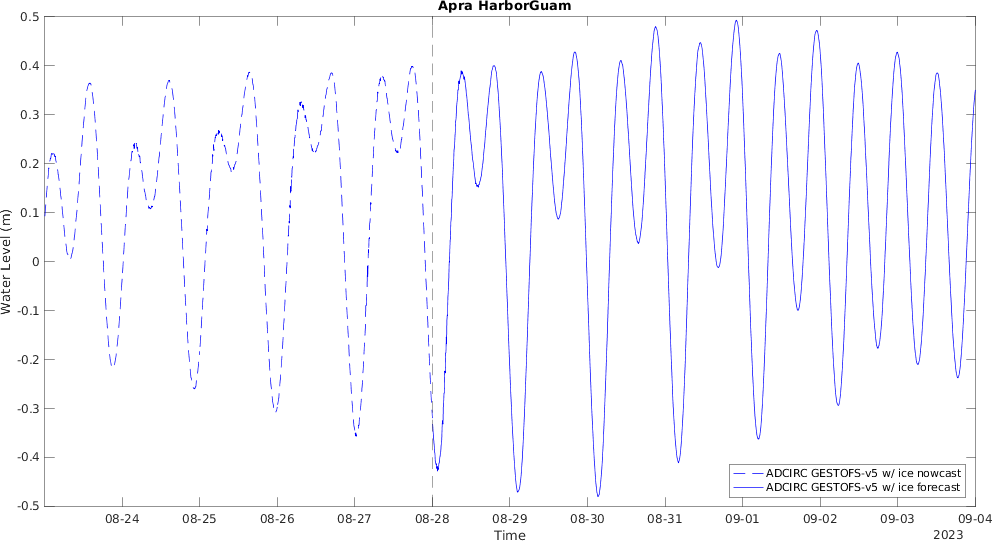 Apra HarborGuam
Water Level (m)
0.5
0.4
0.3
0.2
0.1
0
-0.1
-0.2
-0.3
-0.4
-0.5
ADCIRC GESTOFS-v5 w/ ice nowcast
ADCIRC GESTOFS-v5 w/ ice forecast
08-24 08-25 08-26 08-27 08-28 08-29 08-30 08-31 09-01 09-02 09-03 09-04
Time
2023